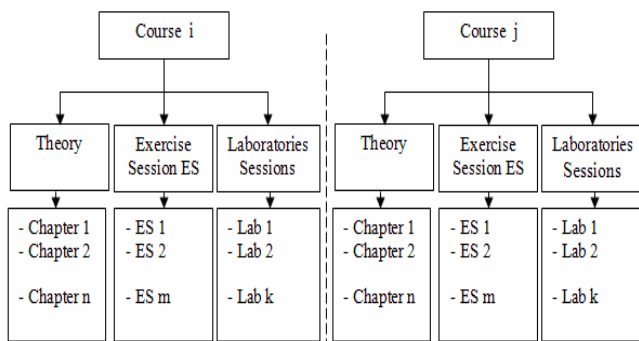 Course i
Theory
Exercise
Session ES
Laboratories
Sessions
- Chapter 1
- Chapter 2
- Chapter n
- ES 1
- ES 2
- ES m
- Lab 1
- Lab 2
- Lab k
Course j
Theory
Exercise
Session ES
Laboratories
Sessions
- Chapter 1
- Chapter 2
- Chapter n
- ES 1
- ES 2
- ES m
- Lab 1
- Lab 2
- Lab k